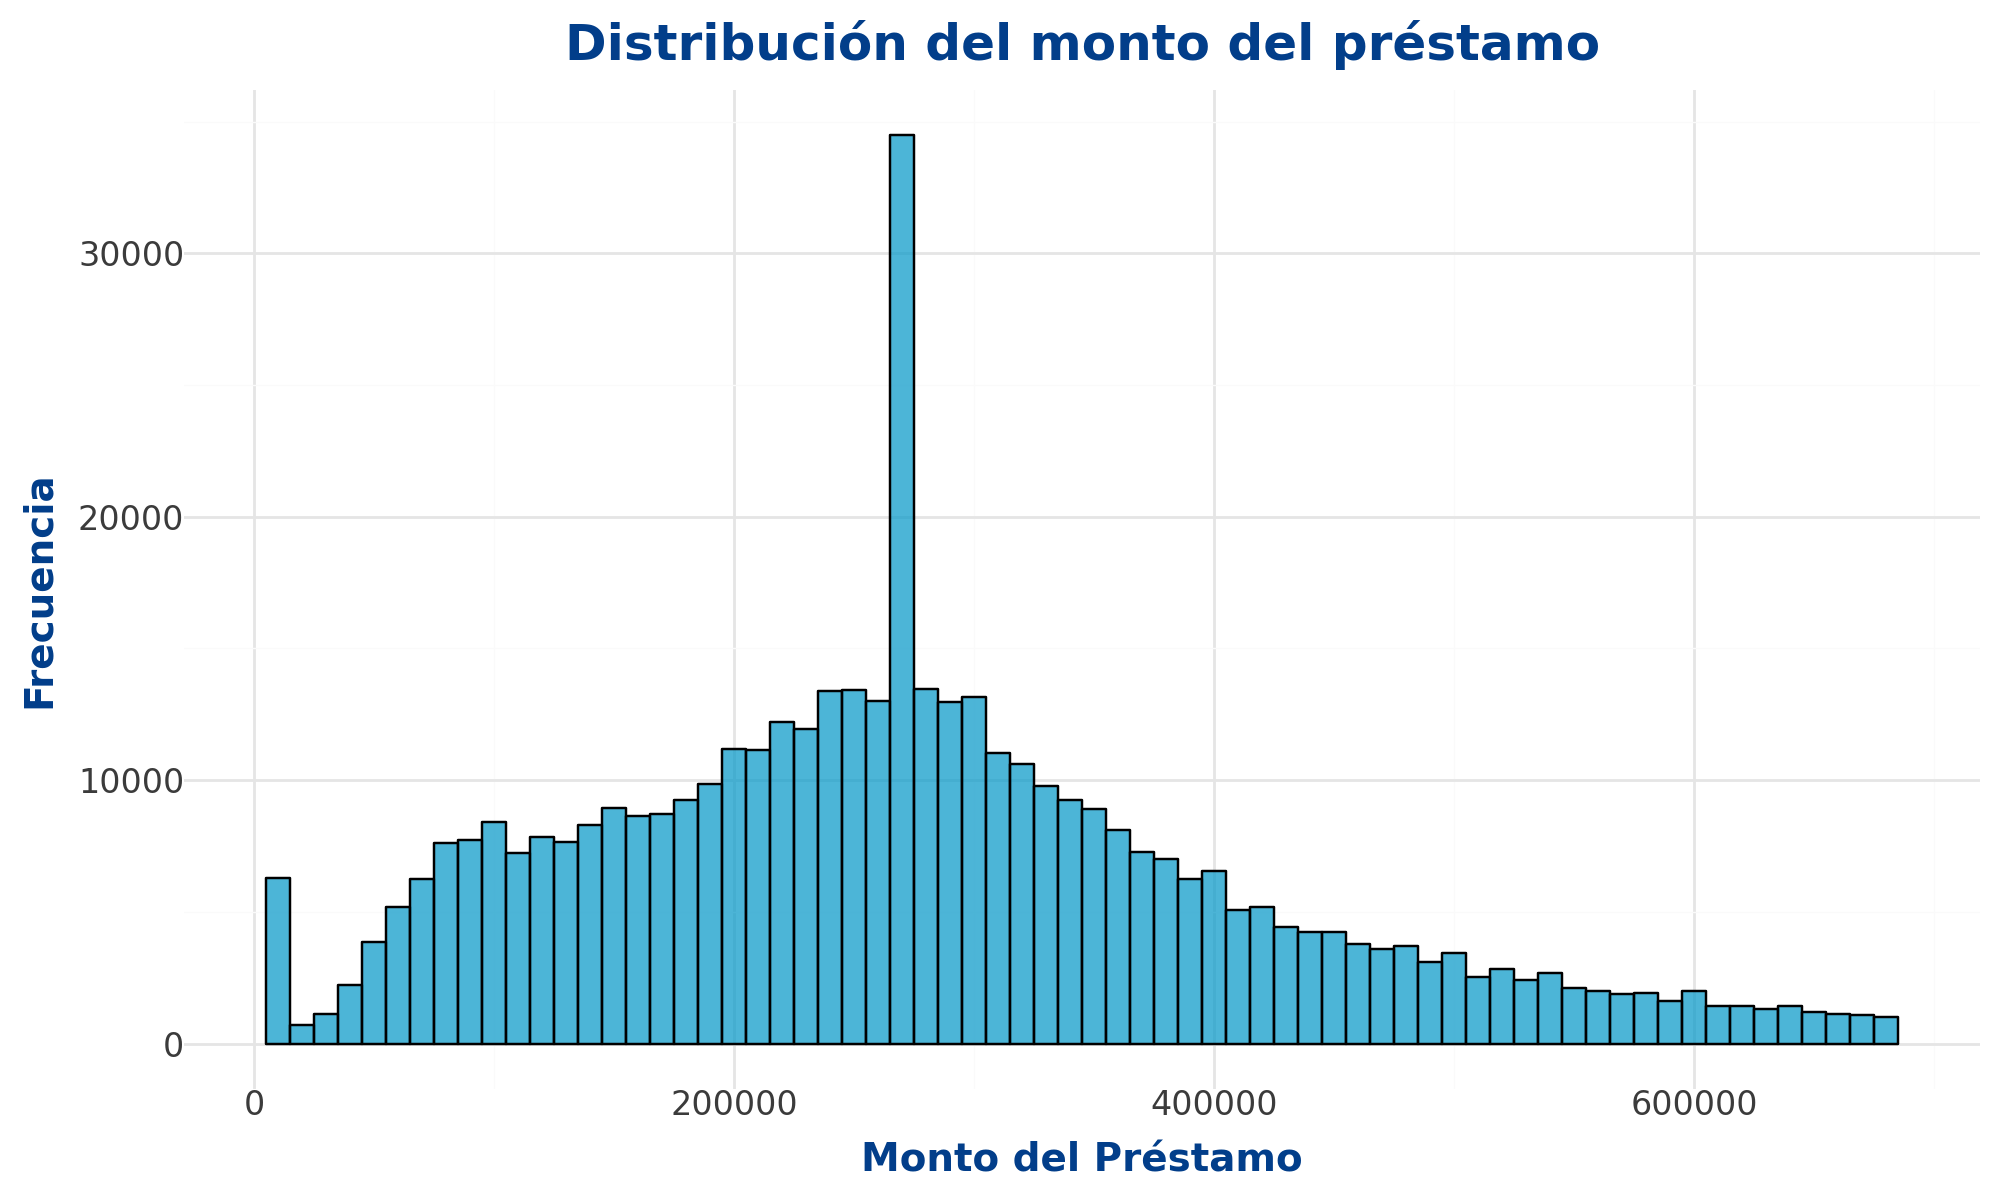 Distribución del monto del préstamo
Frecuencia
30000
20000
10000
0
0 200000 400000 600000
Monto del Préstamo